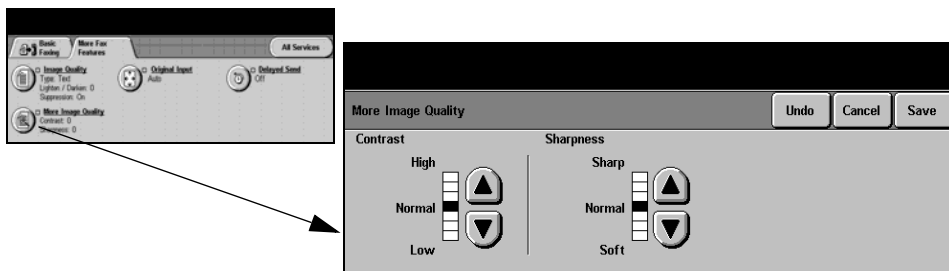 Basic Faxing
More Fax Features
All Services
Image Quality
Type: Text
Lighten / Darken: 0
Suppression: On
Original Input
Auto
Delayed Send
Off
More Image Quality
Contrast: 0
Sharpness: 0
More Image Quality
Undo
Cancel
Save
Contrast
High
Normal
Low
Sharpness
Sharp
Normal
Soft